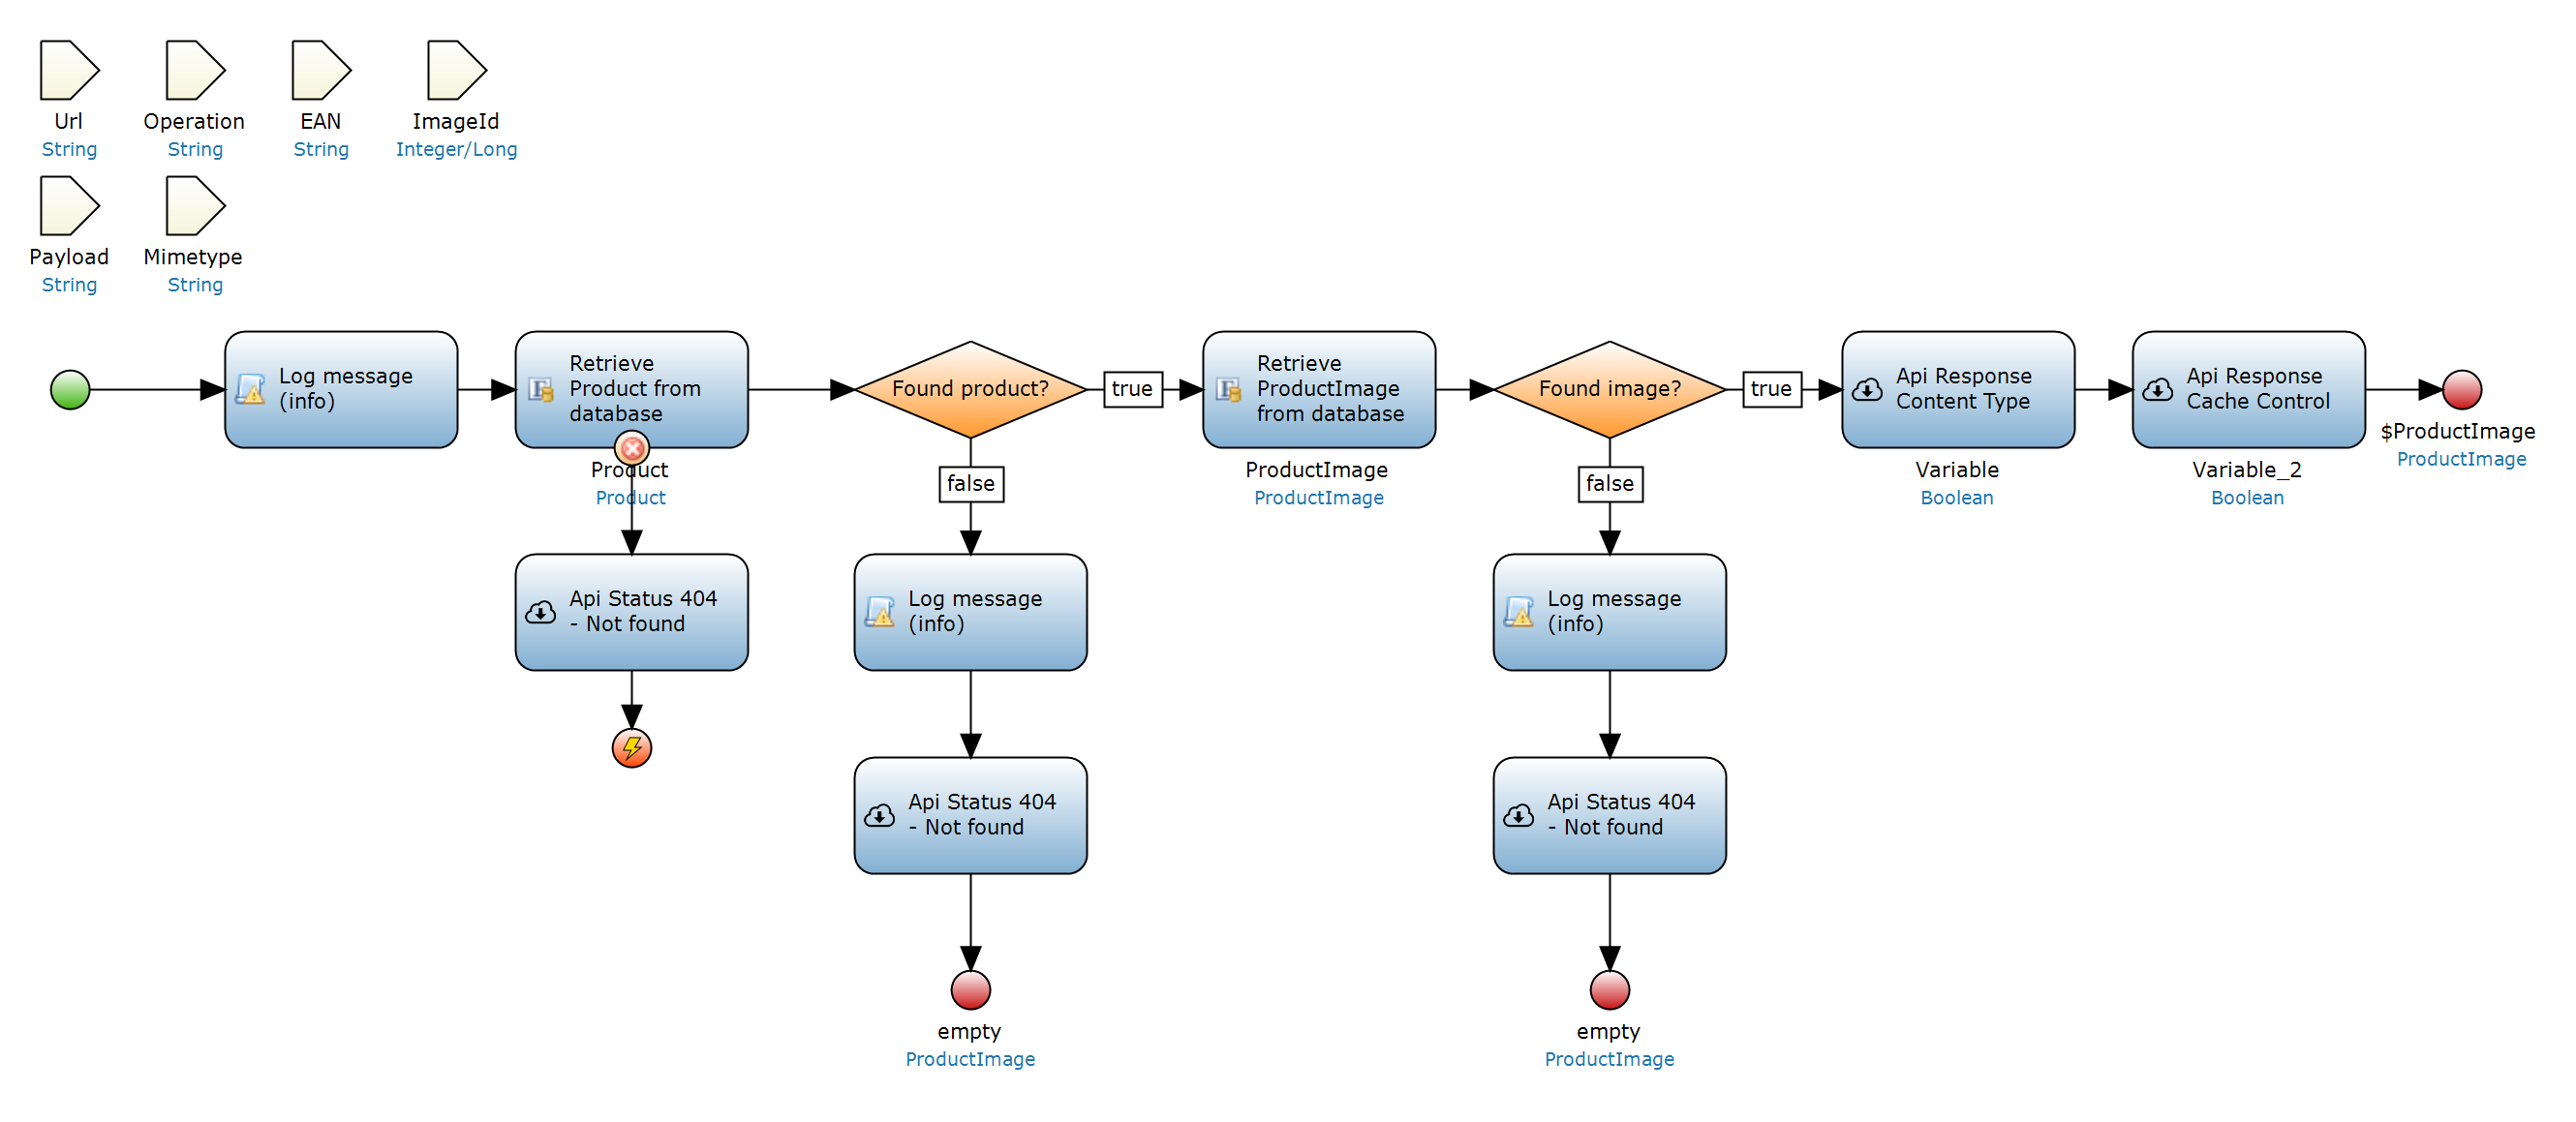 Url
String
Operation
String
EAN
String
ImageId
Integer/Long
Payload
String
Mimetype
String
Log message
(info)
Retrieve
Product from
database
Product
Product
Found product?
true
Retrieve
ProductImage
from database
ProductImage
ProductImage
Found image?
true
Api Response
Content Type
Variable
Boolean
Api Response
Cache Control
Variable_2
Boolean
$ProductImage
ProductImage
false
false
Api Status 404
- Not found
Log message
(info)
Log message
(info)
Api Status 404
- Not found
Api Status 404
- Not found
empty
ProductImage
empty
ProductImage